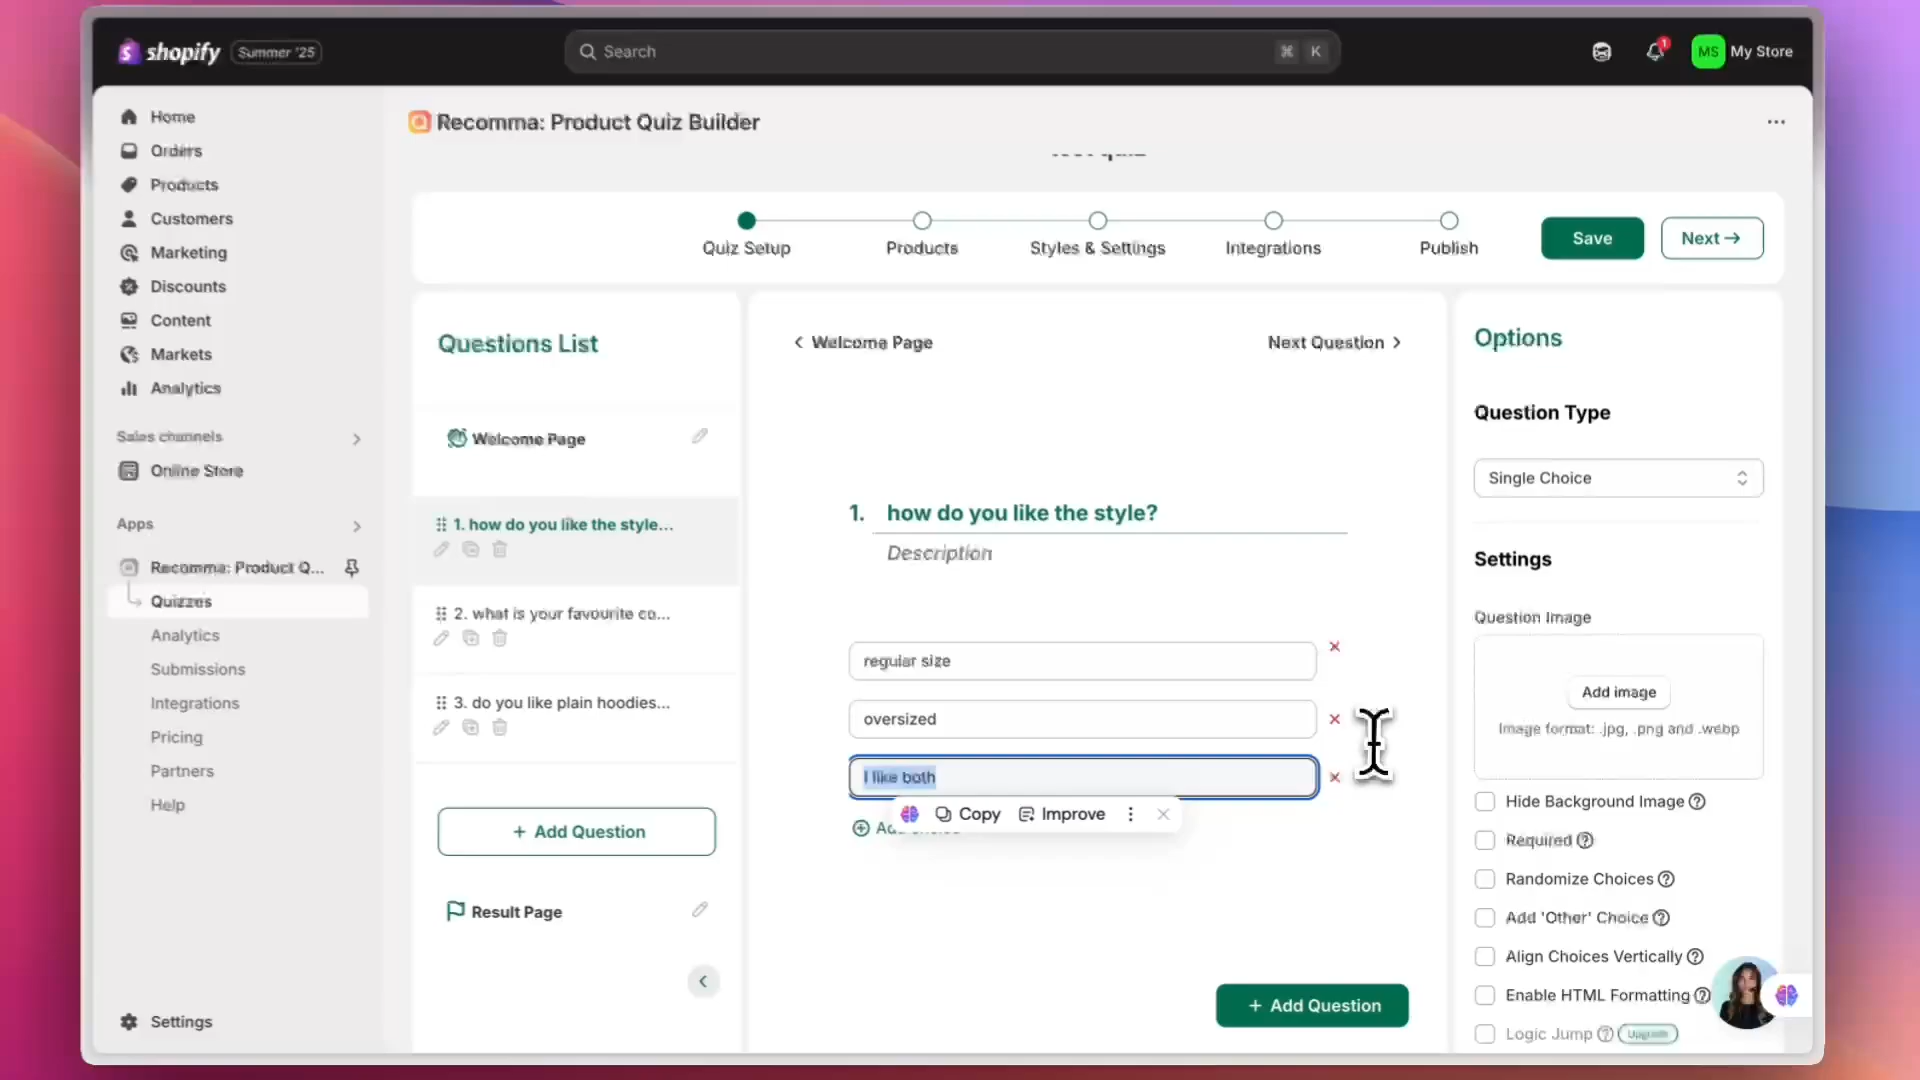 shopify
Summer '25
Search
⌘ K
1
MS My Store
Home
Orders
Products
Customers
Marketing
Discounts
Content
Markets
Analytics
Sales channels
Online Store
Apps
Recomma: Product Q...
Quizzes
Analytics
Submissions
Integrations
Pricing
Partners
Help
Settings
Recomma: Product Quiz Builder
Quiz Setup
Products
Styles & Settings
Integrations
Publish
Save
Next →
Questions List
Welcome Page
1. how do you like the style...
2. what is your favourite co...
3. do you like plain hoodies...
+ Add Question
Result Page
< Welcome Page
Next Question >
1. how do you like the style?
Description
regular size
oversized
I like both
Copy
Improve
+ Add Question
Options
Question Type
Single Choice
Settings
Question Image
Add image
Image format: .jpg, .png and .webp
Hide Background Image
Required
Randomize Choices
Add 'Other' Choice
Align Choices Vertically
Enable HTML Formatting
Logic Jump
Upgrade